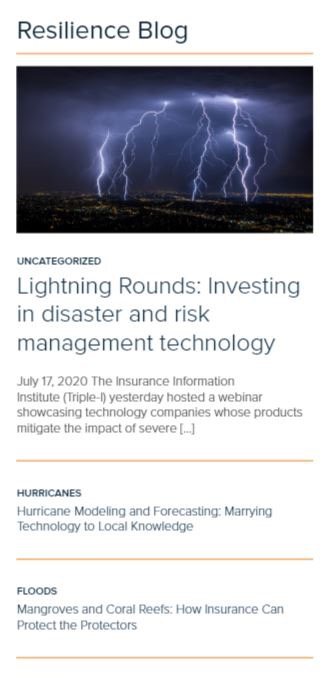 Resilience Blog
UNCATEGORIZED
Lightning Rounds: Investing
in disaster and risk
management technology
July 17, 2020 The Insurance Information
Institute (Triple-I) yesterday hosted a webinar
showcasing technology companies whose products
mitigate the impact of severe [...]
HURRICANES
Hurricane Modeling and Forecasting: Marrying
Technology to Local Knowledge
FLOODS
Mangroves and Coral Reefs: How Insurance Can
Protect the Protectors